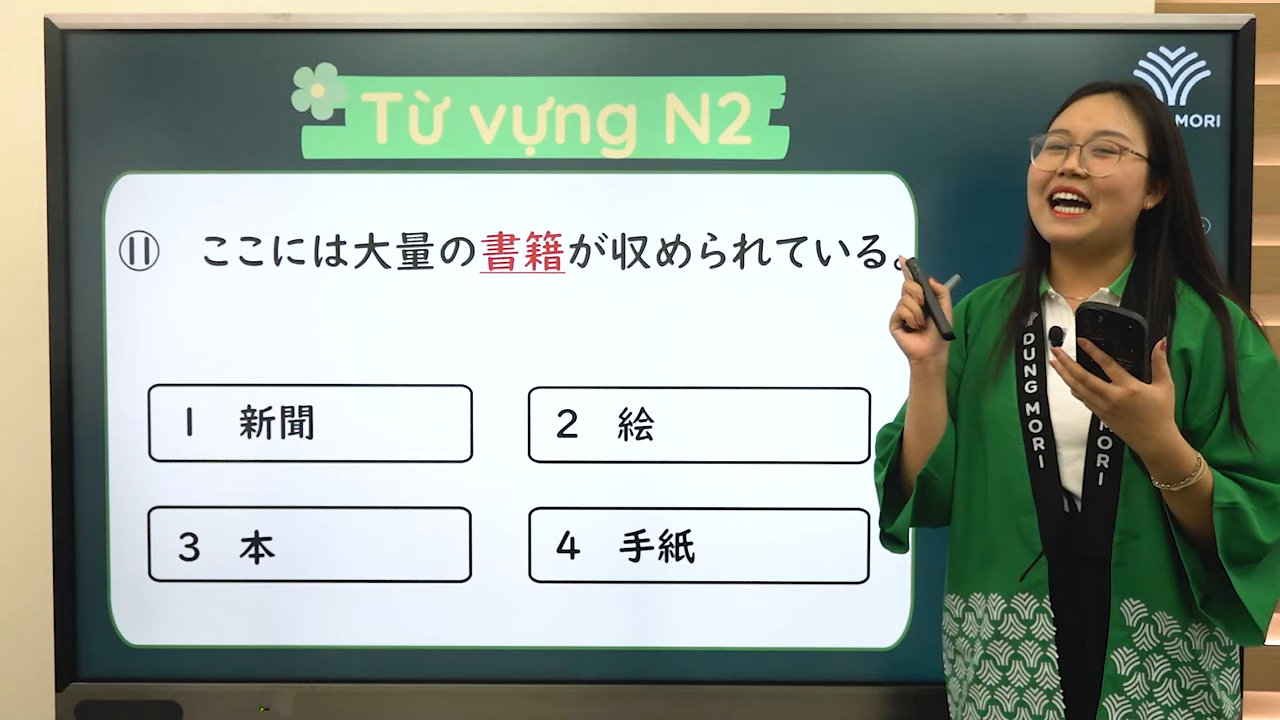 Từ vựng N2
MORI
⑪ ここには大量の書籍が収められている。
1 新聞
2 絵
3 本
4 手紙
DUNG MORI
MORI